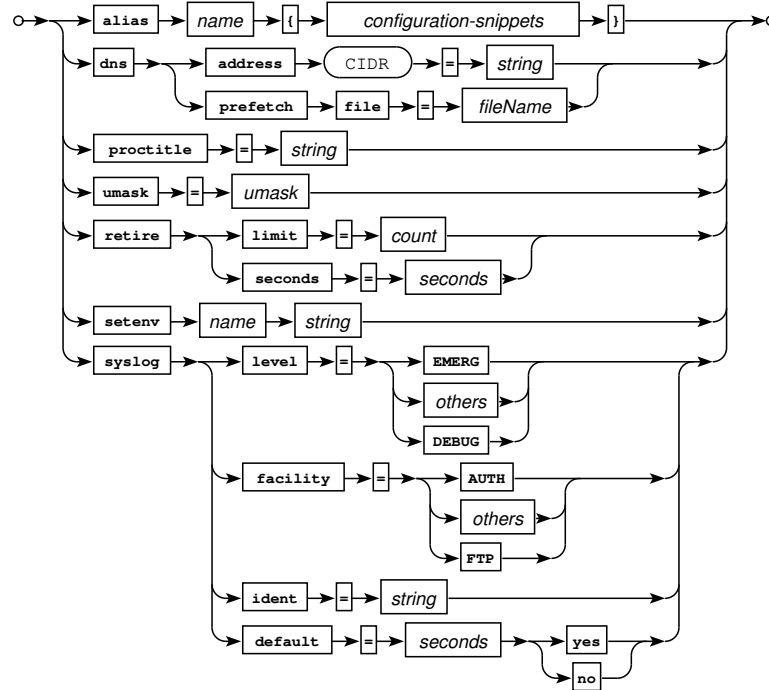 alias name { configuration-snippets }
dns address CIDR = string
prefetch file = fileName
proctitle = string
umask = umask
retire limit = count
seconds = seconds
setenv name string
syslog level = EMERG
others
DEBUG
facility = AUTH
others
FTP
ident = string
default = seconds yes
no